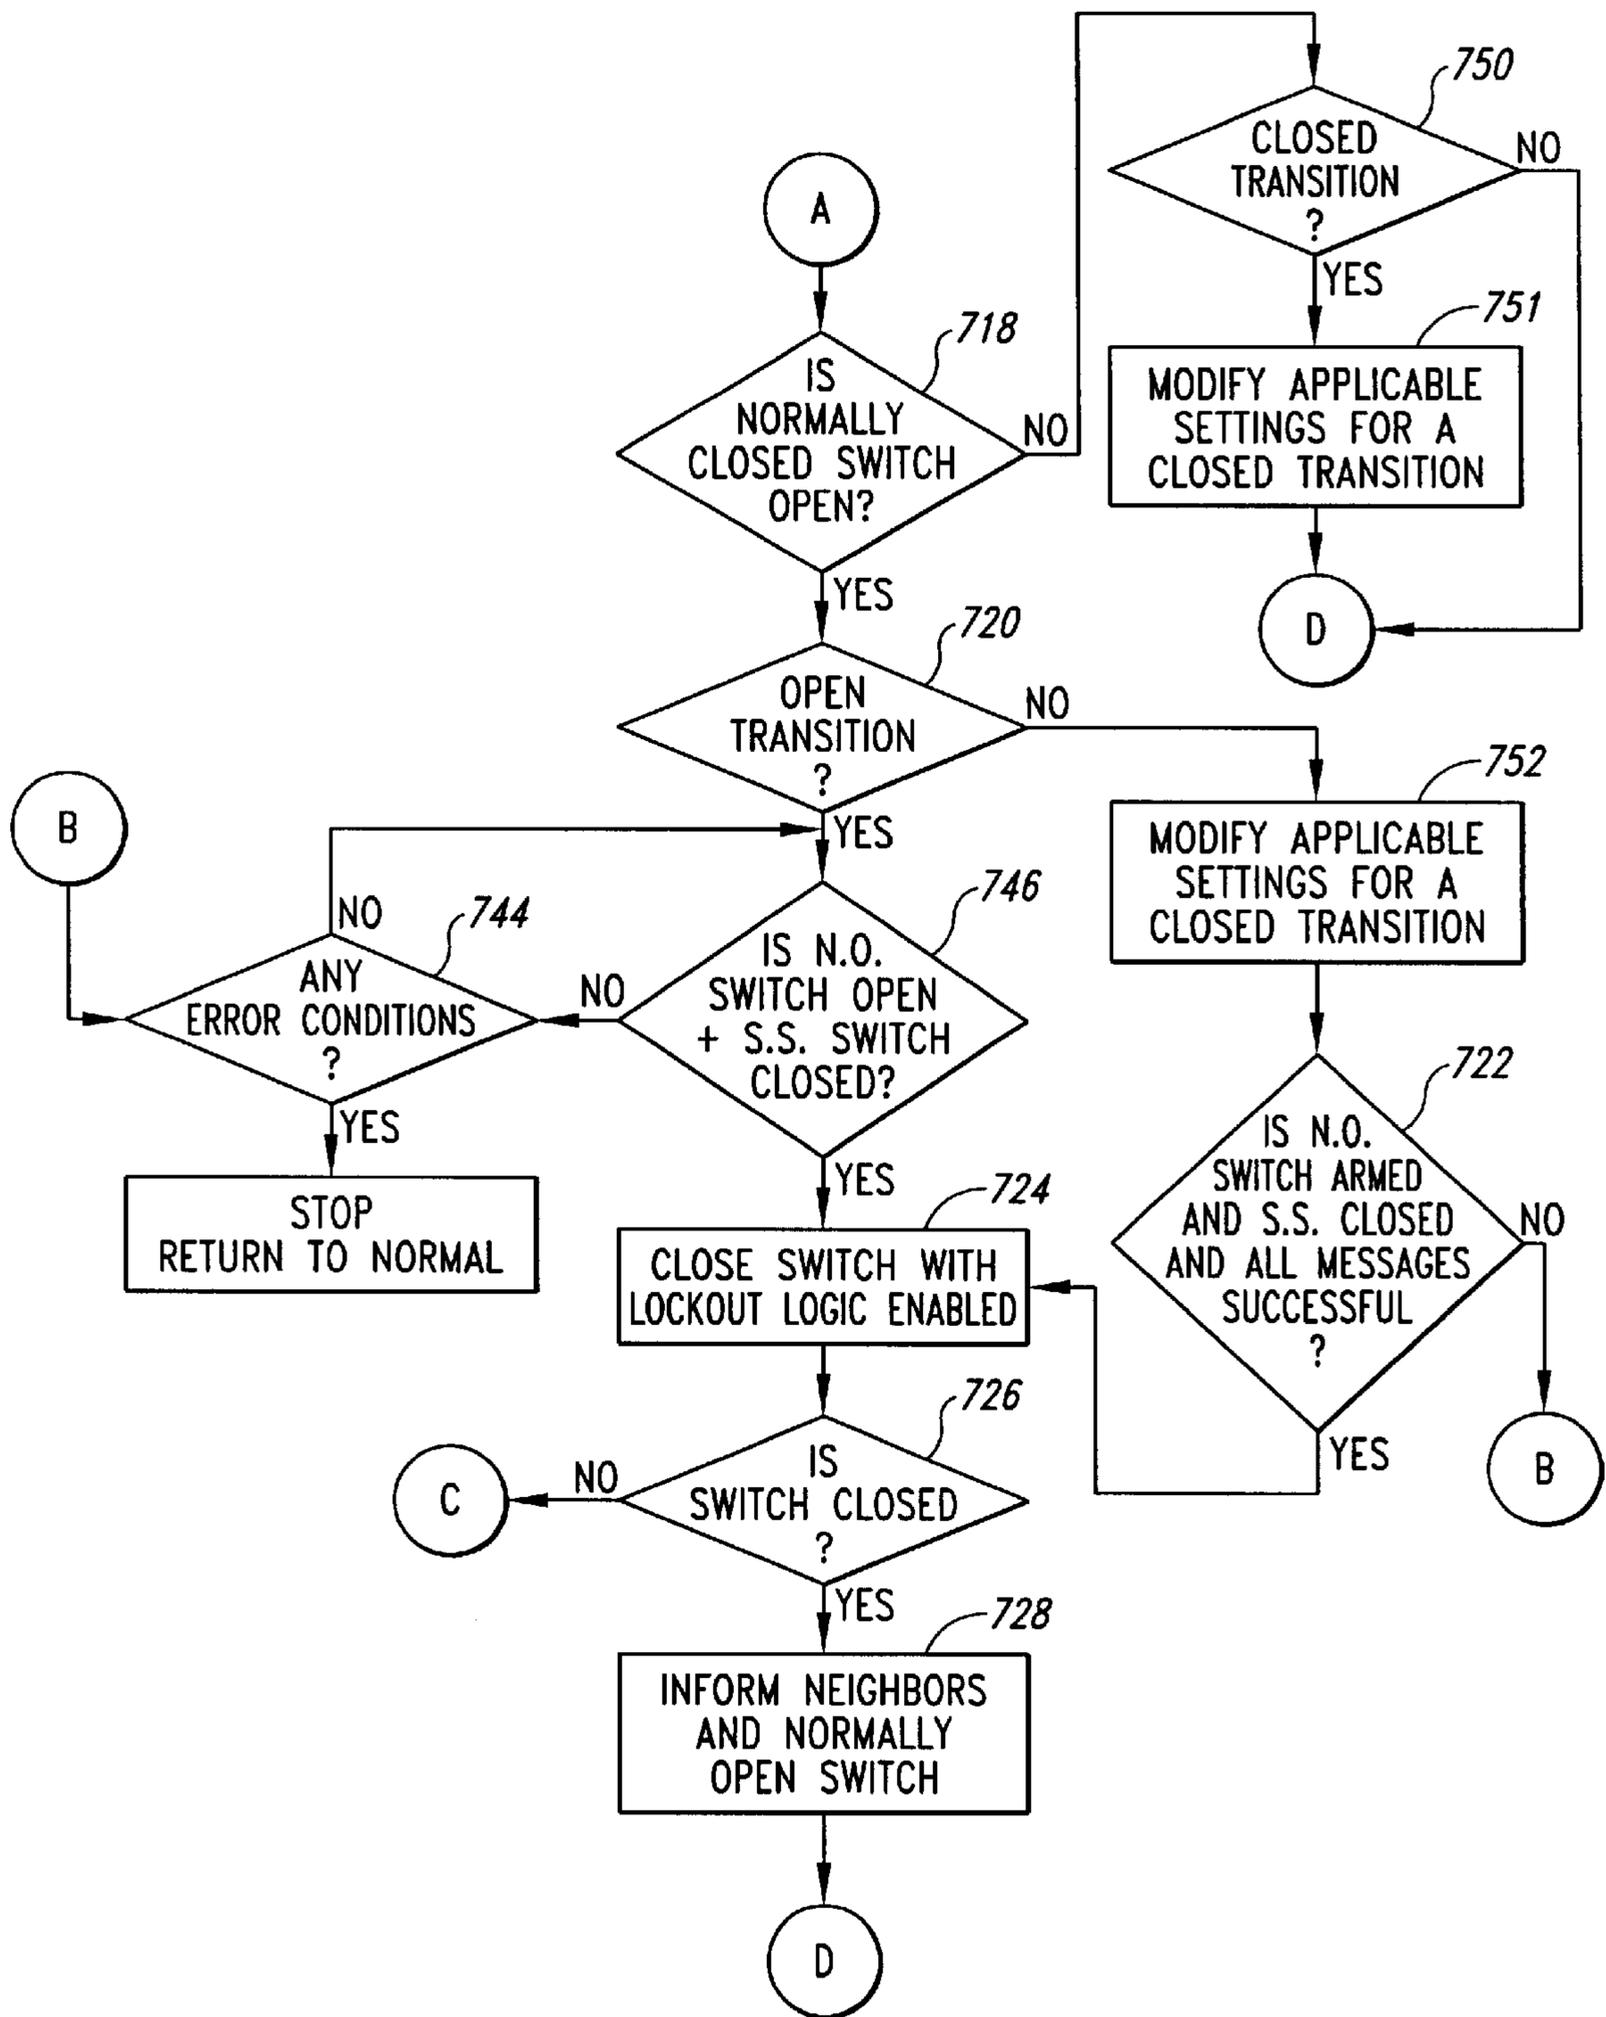 750
CLOSED
TRANSITION
?
NO
YES
A
718
IS
NORMALLY
CLOSED SWITCH
OPEN?
NO
YES
751
MODIFY APPLICABLE
SETTINGS FOR A
CLOSED TRANSITION
D
720
OPEN
TRANSITION
?
NO
YES
752
MODIFY APPLICABLE
SETTINGS FOR A
CLOSED TRANSITION
B
NO
744
ANY
ERROR CONDITIONS
?
YES
STOP
RETURN TO NORMAL
746
IS N.O.
SWITCH OPEN
+ S.S. SWITCH
CLOSED?
NO
YES
722
IS N.O.
SWITCH ARMED
AND S.S. CLOSED
AND ALL MESSAGES
SUCCESSFUL
?
NO
YES
B
724
CLOSE SWITCH WITH
LOCKOUT LOGIC ENABLED
726
IS
SWITCH CLOSED
?
NO
C
YES
728
INFORM NEIGHBORS
AND NORMALLY
OPEN SWITCH
D